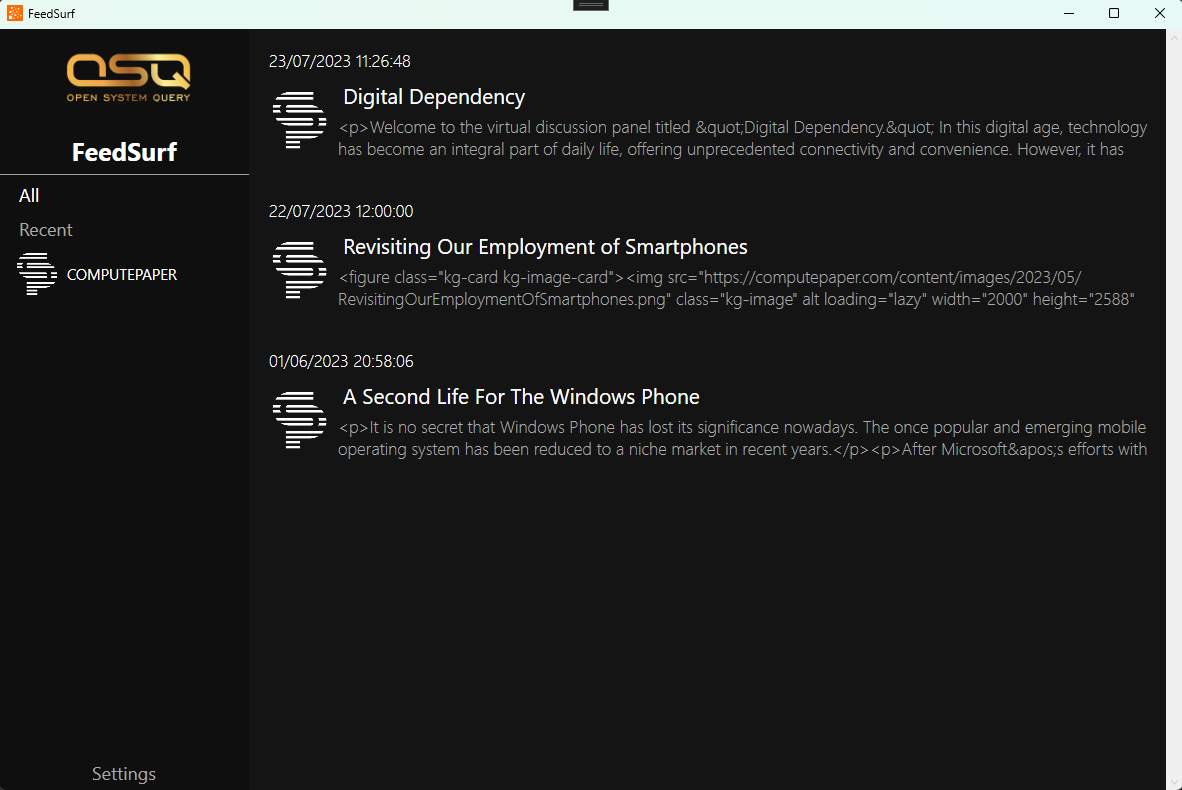 FeedSurf
OSQ
OPEN SYSTEM QUERY
FeedSurf
All
Recent
COMPUTEPAPER
Settings
23/07/2023 11:26:48
Digital Dependency
<p>Welcome to the virtual discussion panel titled &quot;Digital Dependency.&quot; In this digital age, technology
has become an integral part of daily life, offering unprecedented connectivity and convenience. However, it has
22/07/2023 12:00:00
Revisiting Our Employment of Smartphones
<figure class="kg-card kg-image-card"><img src="https://computepaper.com/content/images/2023/05/
RevisitingOurEmploymentOfSmartphones.png" class="kg-image" alt loading="lazy" width="2000" height="2588"
01/06/2023 20:58:06
A Second Life For The Windows Phone
<p>It is no secret that Windows Phone has lost its significance nowadays. The once popular and emerging mobile
operating system has been reduced to a niche market in recent years.</p><p>After Microsoft&apos;s efforts with